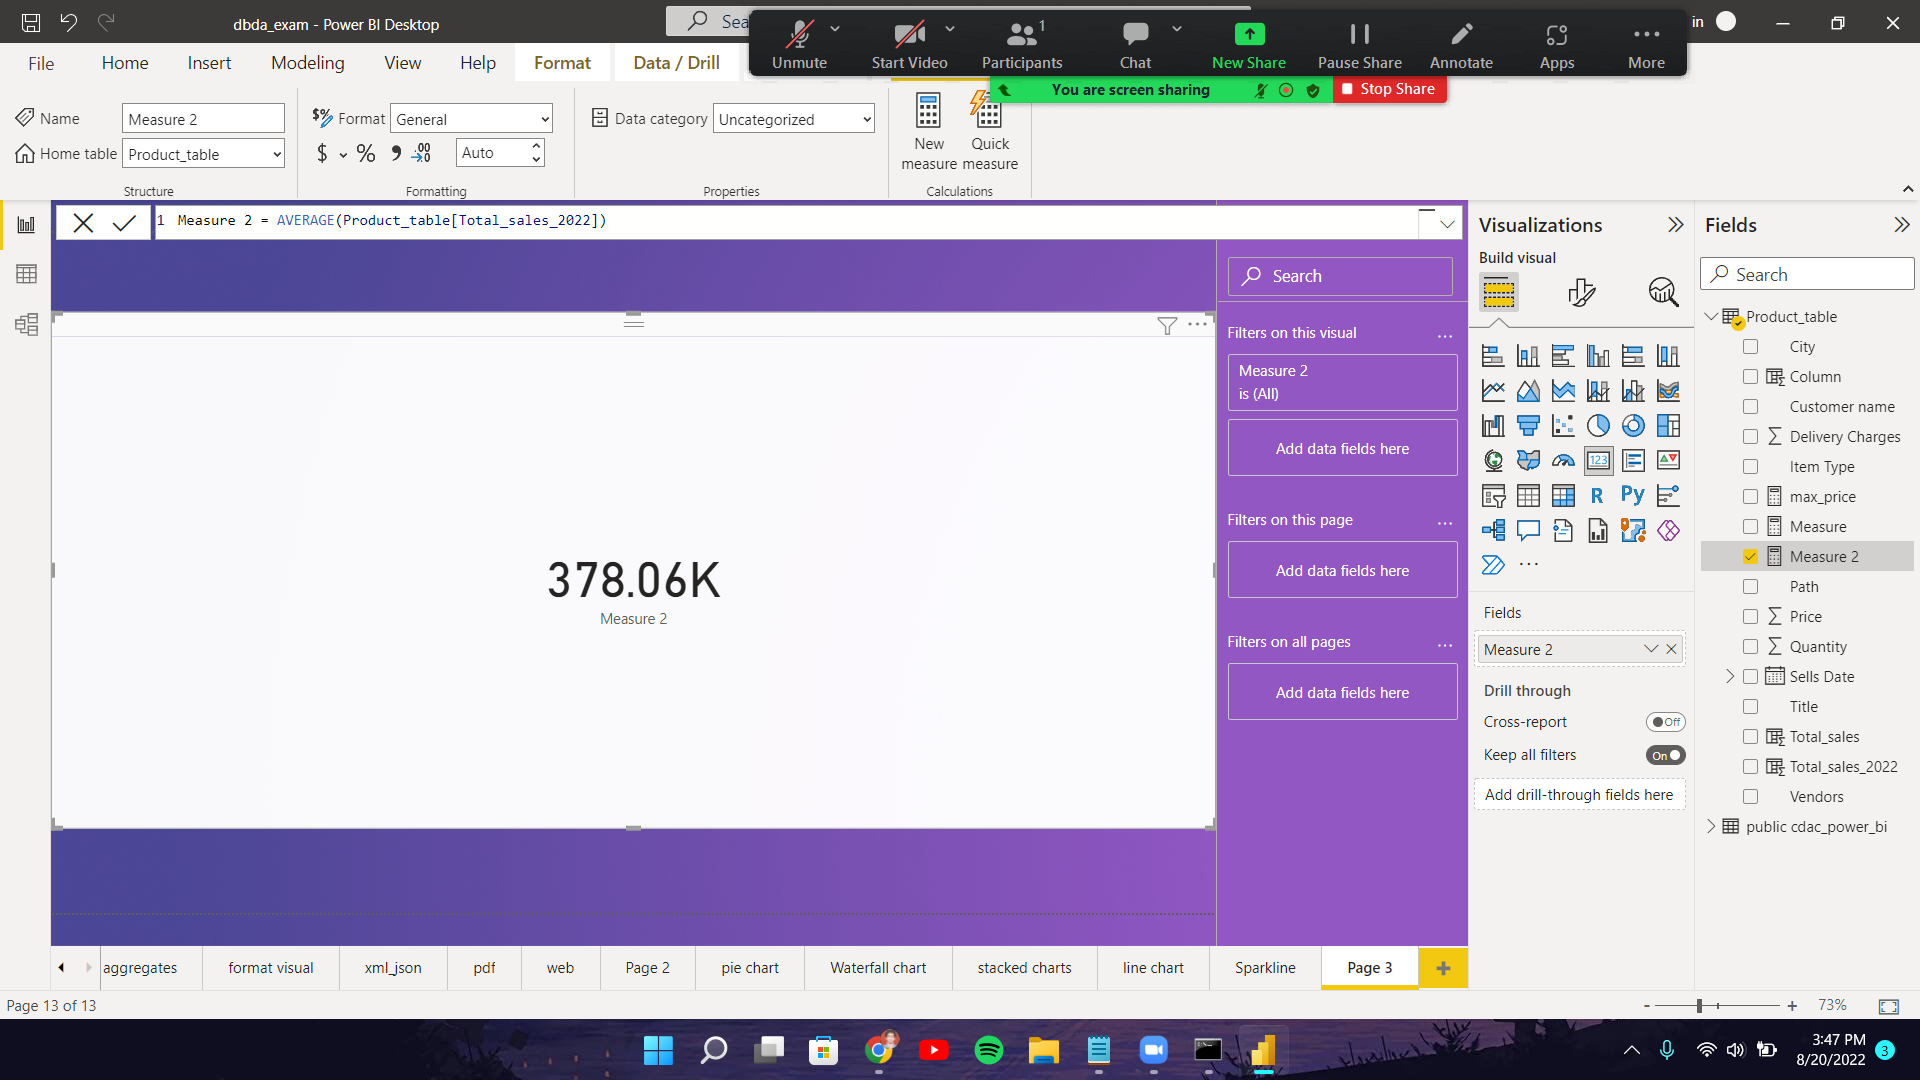 dbda_exam - Power BI Desktop
Sea
in
Unmute
Start Video
1
Participants
Chat
New Share
Pause Share
Annotate
Apps
More
You are screen sharing
Stop Share
File
Home
Insert
Modeling
View
Help
Format
Data / Drill
Name
Measure 2
Home table
Product_table
Structure
$% Format
General
$
%
.00
Auto
Formatting
Data category
Uncategorized
Properties
New measure
Quick measure
Calculations
1 Measure 2 = AVERAGE(Product_table[Total_sales_2022])
378.06K
Measure 2
Search
Filters on this visual
Measure 2
is (All)
Add data fields here
Filters on this page
Add data fields here
Filters on all pages
Add data fields here
Visualizations
Build visual
123
R
Py
Fields
Measure 2
Drill through
Cross-report
Off
Keep all filters
On
Add drill-through fields here
Fields
Search
Product_table
City
Column
Customer name
Delivery Charges
Item Type
max_price
Measure
Measure 2
Path
Price
Quantity
Sells Date
Title
Total_sales
Total_sales_2022
Vendors
public cdac_power_bi
aggregates
format visual
xml_json
pdf
web
Page 2
pie chart
Waterfall chart
stacked charts
line chart
Sparkline
Page 3
+
Page 13 of 13
-
+
73%
3:47 PM
8/20/2022
3